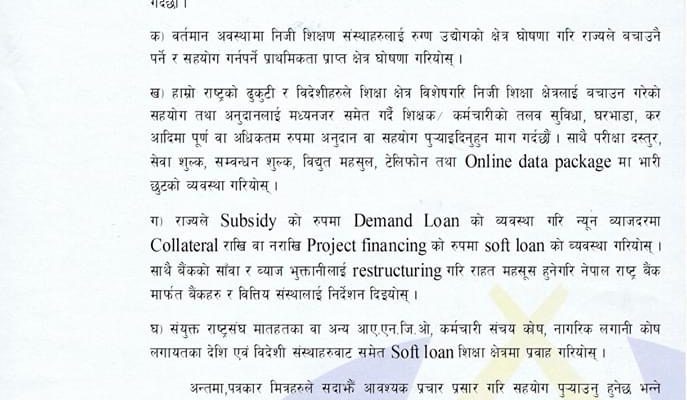 गर्दछौं ।
क) वर्तमान अवस्थामा निजी शिक्षण संस्थाहरुलाई रुग्ण उद्योगको क्षेत्र घोषणा गरि राज्यले बचाउनै
पर्ने र सहयोग गर्नपर्ने प्राथमिकता प्राप्त क्षेत्र घोषणा गरियोस् ।
ख) हाम्रो राष्ट्रको ढुकुटी र विदेशीहरुले शिक्षा क्षेत्र विशेषगरि निजी शिक्षा क्षेत्रलाई बचाउन गरेको
सहयोग तथा अनुदानलाई मध्यनजर समेत गर्दै शिक्षक/ कर्मचारीको तलव सुविधा, घरभाडा, कर
आदिमा पूर्ण वा अधिकतम रुपमा अनुदान वा सहयोग पुऱ्याइदिनुहुन माग गर्दछौं । साथै परीक्षा दस्तुर,
सेवा शुल्क, सम्वन्धन शुल्क, विद्युत महसुल, टेलिफोन तथा Online data package मा भारी
छुटको व्यवस्था गरियोस् ।
ग) राज्यले Subsidy को रुपमा Demand Loan को व्यवस्था गरि न्यून व्याजदरमा
Collateral राखि वा नराखि Project financing को रुपमा soft loan को व्यवस्था गरियोस् ।
साथै बैंकको साँवा र व्याज भुक्तानीलाई restructuring गरि राहत महसूस हुनेगरि नेपाल राष्ट्र बैंक
मार्फत बैंकहरु र वित्तिय संस्थालाई निर्देशन दिइयोस् ।
घ) संयुक्त राष्ट्रसंघ मातहतका वा अन्य आए.एन.जि.ओ, कर्मचारी संचय कोष, नागरिक लगानी कोष
लगायतका देशि एवं विदेशी संस्थाहरुवाट समेत Soft loan शिक्षा क्षेत्रमा प्रवाह गरियोस् ।
अन्तमा,पत्रकार मित्रहरुले सदाझैं आवश्यक प्रचार प्रसार गरि सहयोग पुऱ्याउनु हुनेछ भन्ने